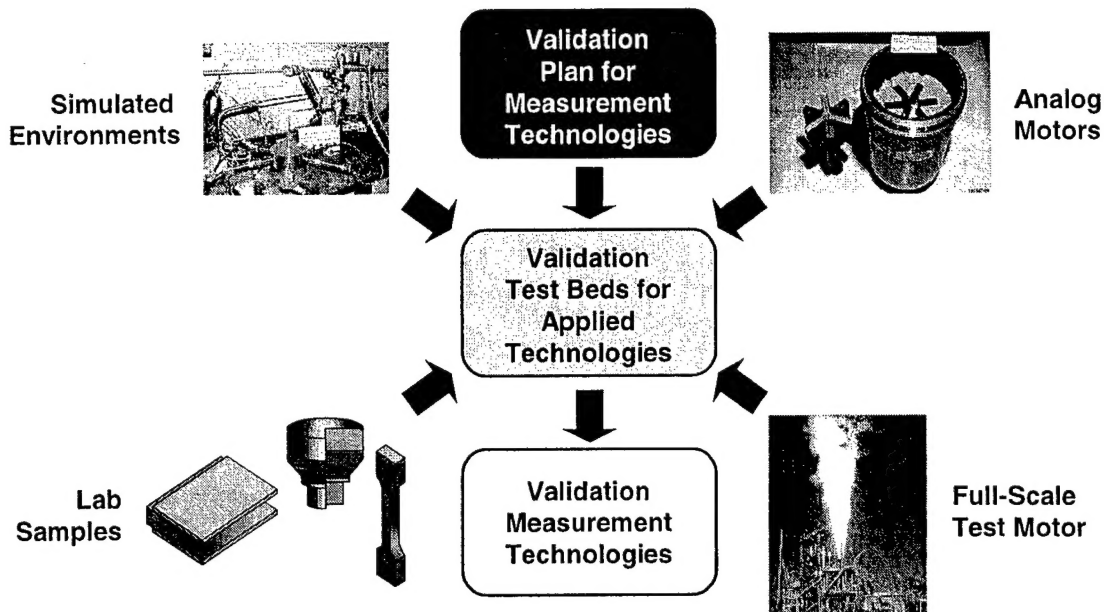 Validation
Plan for
Measurement
Technologies
Simulated
Environments
Analog
Motors
Validation
Test Beds for
Applied
Technologies
Lab
Samples
Validation
Measurement
Technologies
Full-Scale
Test Motor